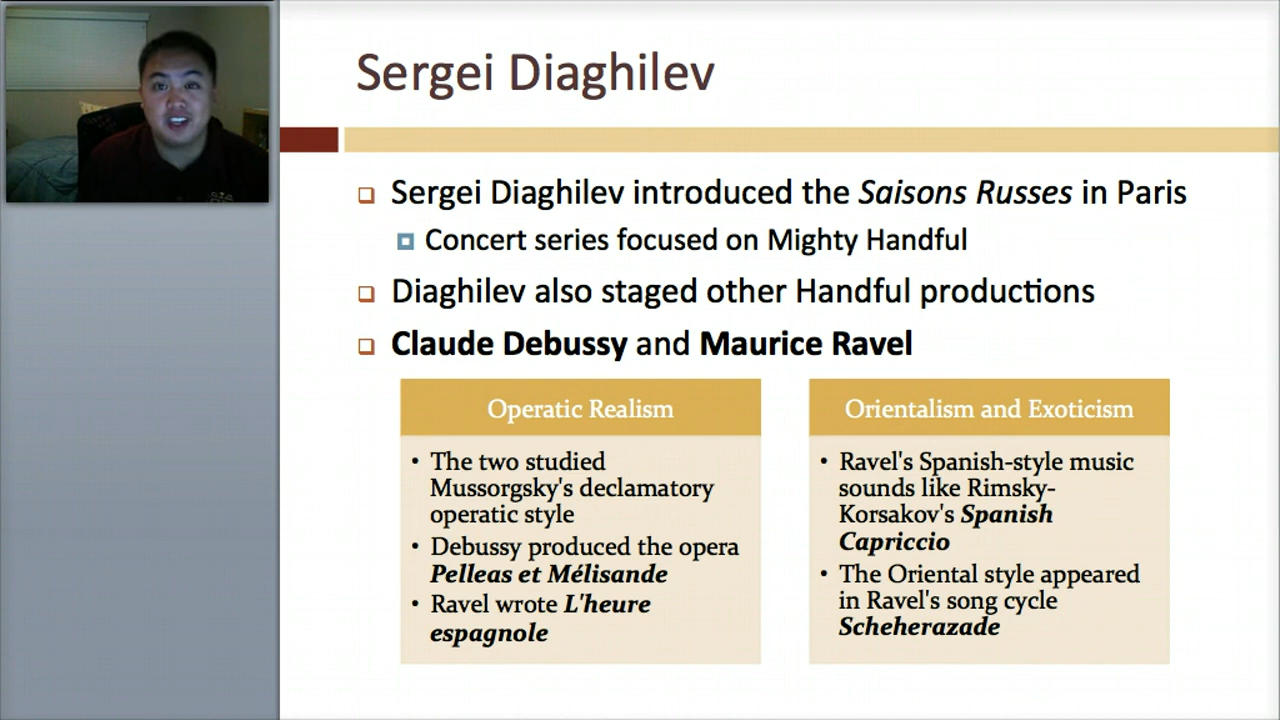 Sergei Diaghilev
Sergei Diaghilev introduced the Saisons Russes in Paris
Concert series focused on Mighty Handful
Diaghilev also staged other Handful productions
Claude Debussy and Maurice Ravel
Operatic Realism
• The two studied
Mussorgsky's declamatory
operatic style
• Debussy produced the opera
Pelleas et Mélisande
• Ravel wrote L'heure
espagnole
Orientalism and Exoticism
• Ravel's Spanish-style music
sounds like Rimsky-
Korsakov's Spanish
Capriccio
• The Oriental style appeared
in Ravel's song cycle
Scheherazade